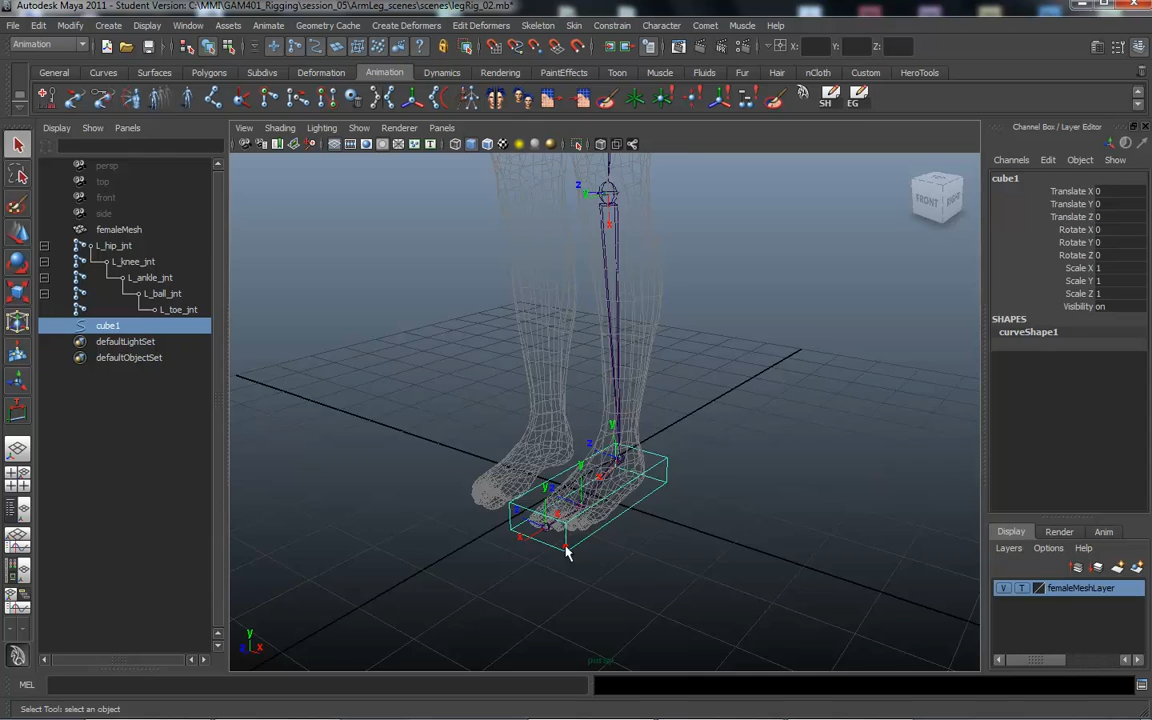 Autodesk Maya 2011 - Student Version: C:\MMI\GAM401_Rigging\session_05\ArmLeg_scenes\scenes\legRig_02.mb*
File Edit Modify Create Display Window Assets Animate Geometry Cache Create Deformers Edit Deformers Skeleton Skin Constrain Character Comet Muscle Help
Animation X: Y: Z:
General Curves Surfaces Polygons Subdivs Deformation Animation Dynamics Rendering PaintEffects Toon Muscle Fluids Fur Hair nCloth Custom HeroTools
SH EG
Display Show Panels
View Shading Lighting Show Renderer Panels
Channel Box / Layer Editor
Channels Edit Object Show
persp
top
front
side
femaleMesh
L_hip_jnt
L_knee_jnt
L_ankle_jnt
L_ball_jnt
L_toe_jnt
cube1
defaultLightSet
defaultObjectSet
FRONT RIGHT
cube1
Translate X 0
Translate Y 0
Translate Z 0
Rotate X 0
Rotate Y 0
Rotate Z 0
Scale X 1
Scale Y 1
Scale Z 1
Visibility on
SHAPES
curveShape1
Display Render Anim
Layers Options Help
V T femaleMeshLayer
persp
MEL
Select Tool: select an object